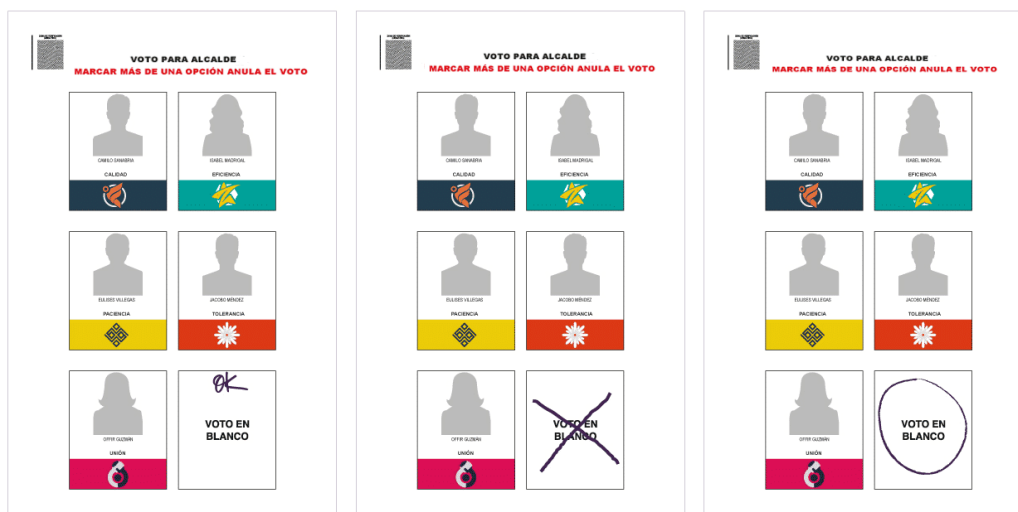 VOTO PARA ALCALDE
MARCAR MÁS DE UNA OPCIÓN ANULA EL VOTO
CAMILO SANABRIA
CALIDAD
ISABEL MADRIGAL
EFICIENCIA
EULISES VILLEGAS
PACIENCIA
JACOBO MÉNDEZ
TOLERANCIA
OFFIR GUZMÁN
UNIÓN
OK
VOTO EN
BLANCO
VOTO PARA ALCALDE
MARCAR MÁS DE UNA OPCIÓN ANULA EL VOTO
CAMILO SANABRIA
CALIDAD
ISABEL MADRIGAL
EFICIENCIA
EULISES VILLEGAS
PACIENCIA
JACOBO MÉNDEZ
TOLERANCIA
OFFIR GUZMÁN
UNIÓN
VOTO EN
BLANCO
VOTO PARA ALCALDE
MARCAR MÁS DE UNA OPCIÓN ANULA EL VOTO
CAMILO SANABRIA
CALIDAD
ISABEL MADRIGAL
EFICIENCIA
EULISES VILLEGAS
PACIENCIA
JACOBO MÉNDEZ
TOLERANCIA
OFFIR GUZMÁN
UNIÓN
VOTO EN
BLANCO